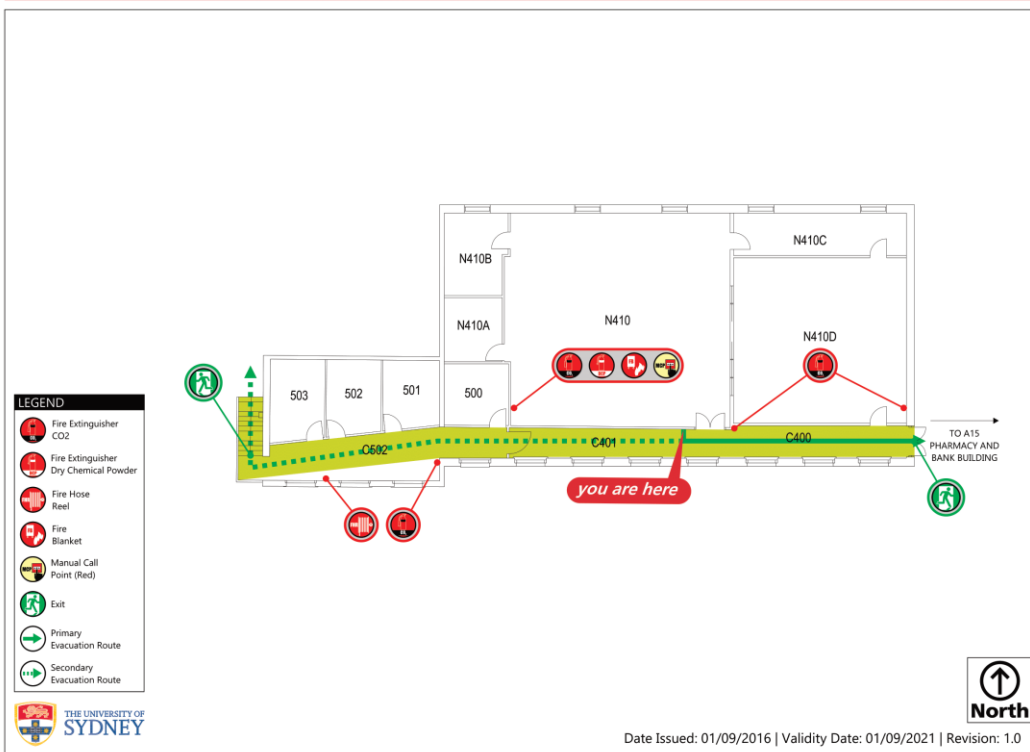 N410B
N410C
N410A
N410
N410D
503
502
501
500
C502
C401
C400
you are here
TO A15
PHARMACY AND
BANK BUILDING
LEGEND
Fire Extinguisher
CO2
Fire Extinguisher
Dry Chemical Powder
Fire Hose
Reel
Fire
Blanket
MCP
Manual Call
Point (Red)
Exit
Primary
Evacuation Route
Secondary
Evacuation Route
THE UNIVERSITY OF
SYDNEY
North
Date Issued: 01/09/2016 | Validity Date: 01/09/2021 | Revision: 1.0